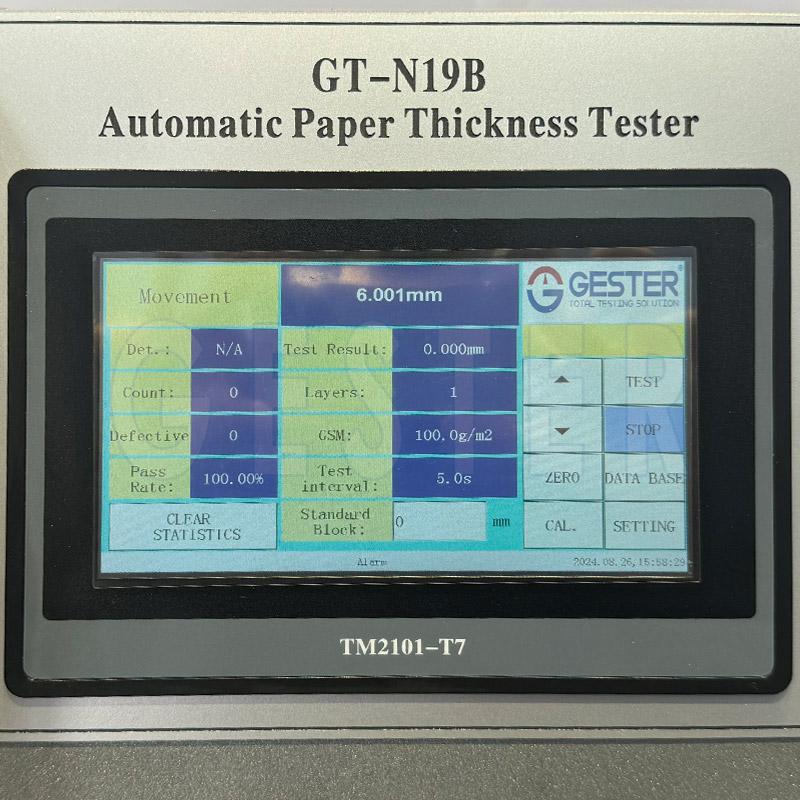 GT-N19B
Automatic Paper Thickness Tester
Movement
6.001mm
GESTER®
TOTAL TESTING SOLUTION
Det.:
N/A
Test Result:
0.000mm
Count:
0
Layers:
1
TEST
Defective
0
GSM:
100.0g/m2
STOP
Pass
Rate:
100.00%
Test
interval:
5.0s
ZERO
DATA BASE
CLEAR
STATISTICS
Standard
Block:
0
mm
CAL.
SETTING
Alarm
2024.08.26,15:58:29
GESTER
TM2101-T7